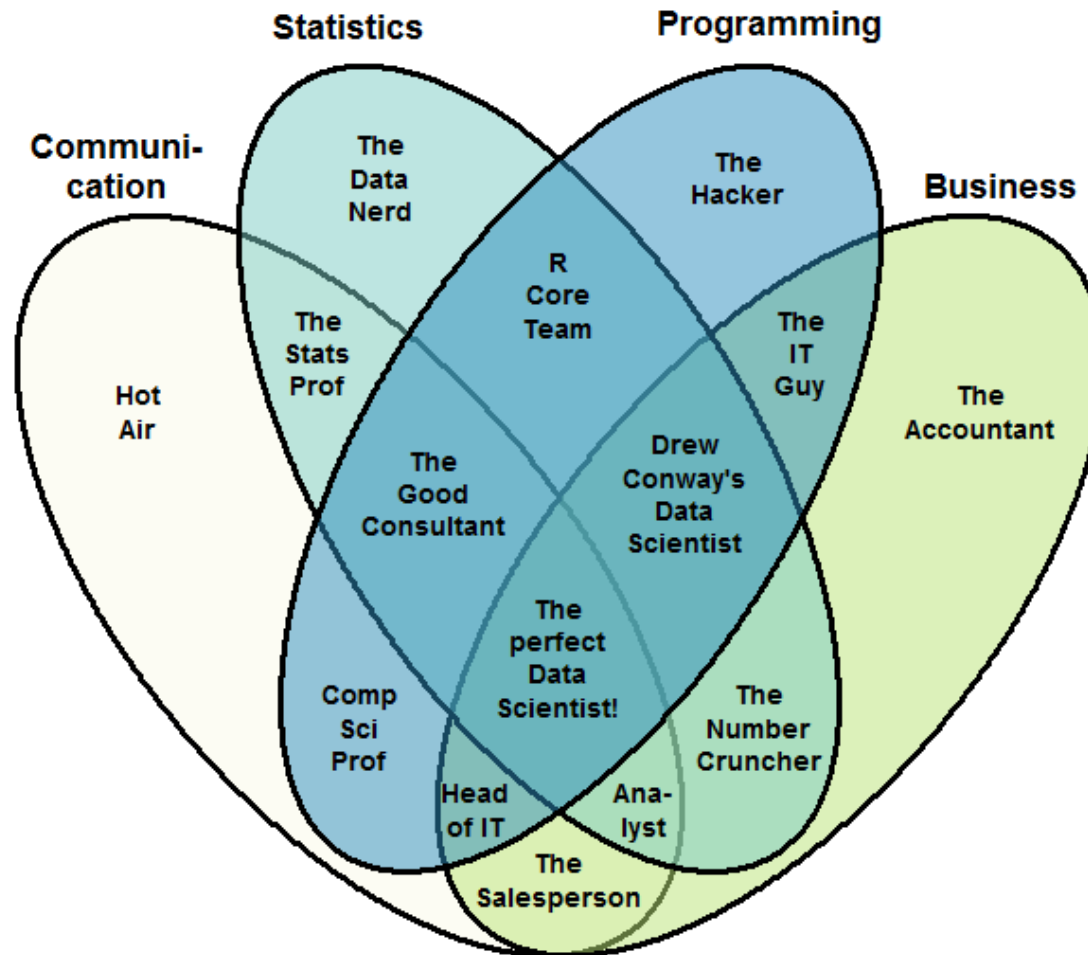 Statistics
Programming
Communi-
cation
Business
The
Data
Nerd
The
Hacker
R
Core
Team
The
Stats
Prof
The
IT
Guy
Hot
Air
The
Accountant
The
Good
Consultant
Drew
Conway's
Data
Scientist
The
perfect
Data
Scientist!
Comp
Sci
Prof
The
Number
Cruncher
Head
of IT
Ana-
lyst
The
Salesperson